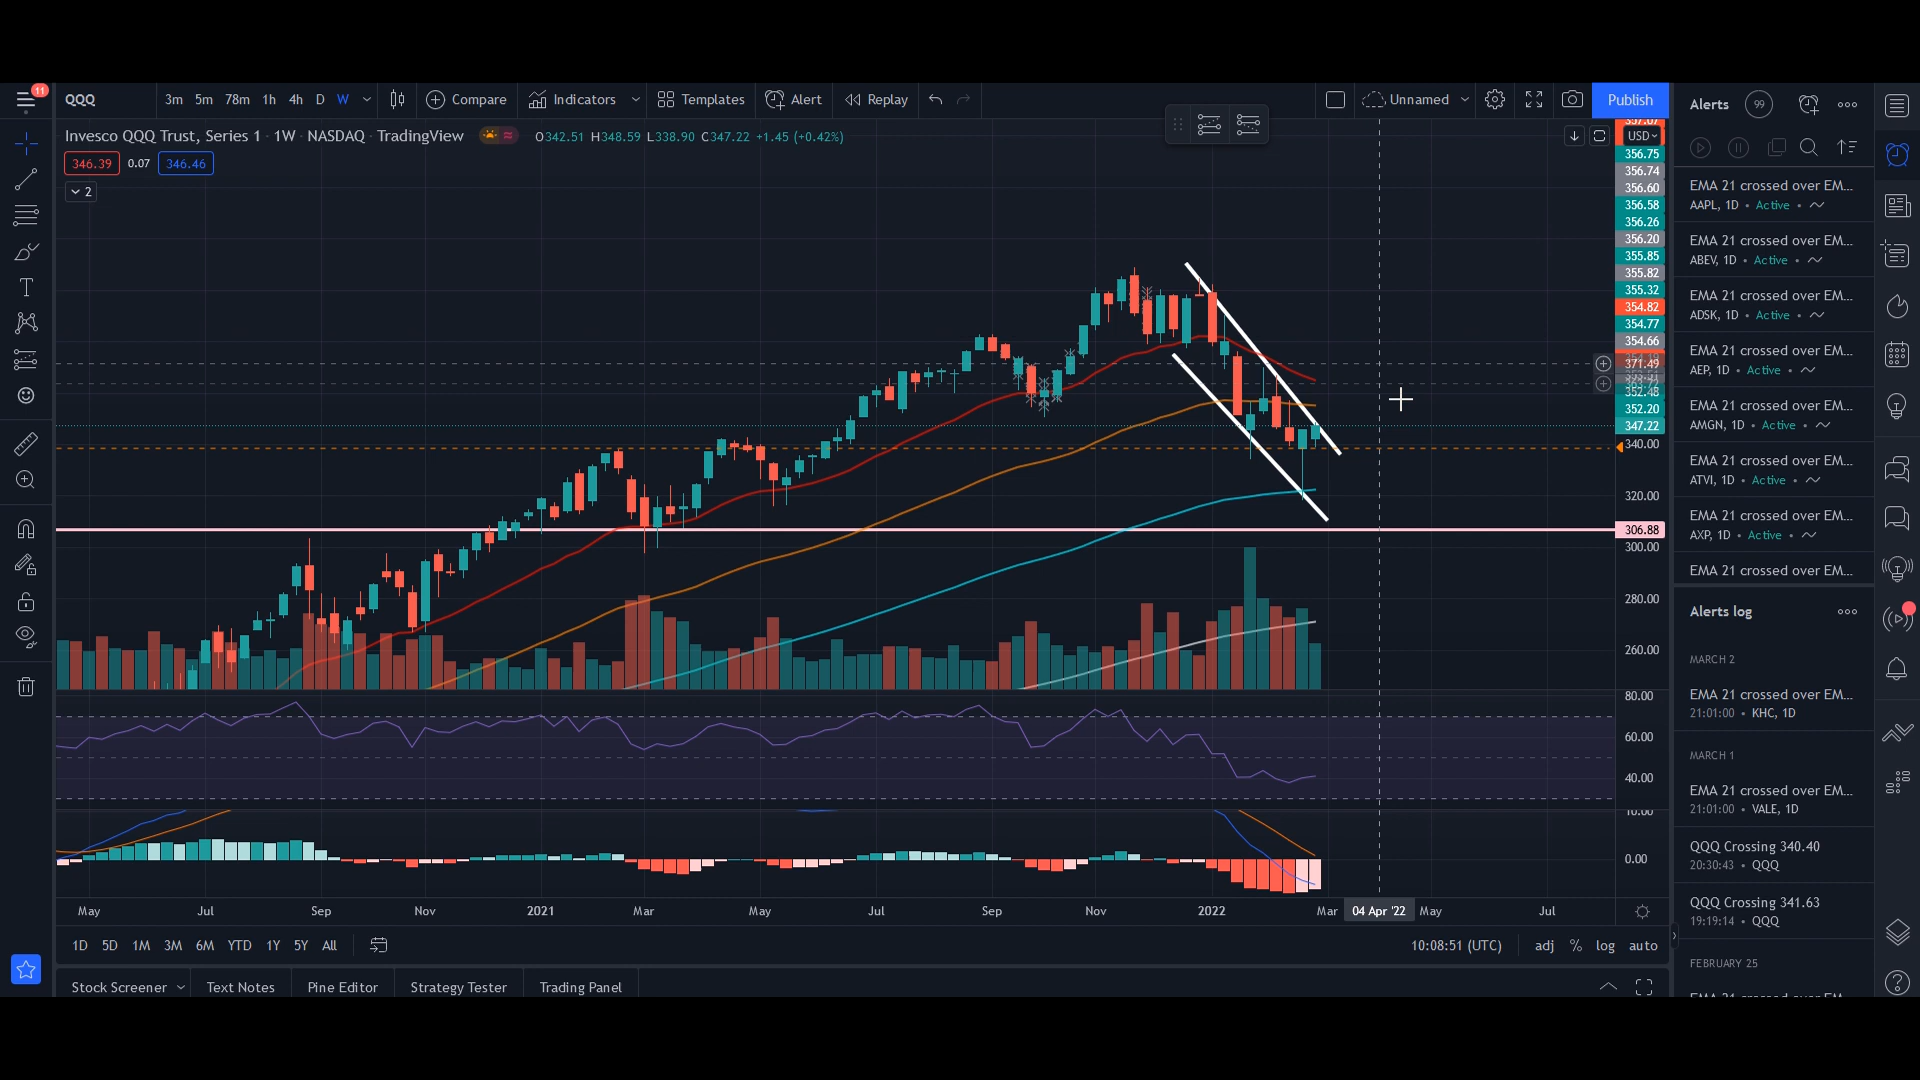 11
QQQ
3m 5m 78m 1h 4h D W
Compare
Indicators
Templates
Alert
Replay
Unnamed
Publish
Invesco QQQ Trust, Series 1 · 1W · NASDAQ · TradingView
O342.51 H348.59 L338.90 C347.22 +1.45 (+0.42%)
346.39 0.07 346.46
2
USD
356.75
356.74
356.60
356.58
356.26
356.20
355.85
355.82
355.32
354.82
354.77
354.66
371.49
352.20
347.22
340.00
320.00
306.88
300.00
280.00
260.00
80.00
60.00
40.00
0.00
May Jul Sep Nov 2021 Mar May Jul Sep Nov 2022 Mar 04 Apr '22 May Jul
1D 5D 1M 3M 6M YTD 1Y 5Y All
10:08:51 (UTC) adj % log auto
Stock Screener Text Notes Pine Editor Strategy Tester Trading Panel
Alerts 99
EMA 21 crossed over EM...
AAPL, 1D • Active •
EMA 21 crossed over EM...
ABEV, 1D • Active •
EMA 21 crossed over EM...
ADSK, 1D • Active •
EMA 21 crossed over EM...
AEP, 1D • Active •
EMA 21 crossed over EM...
AMGN, 1D • Active •
EMA 21 crossed over EM...
ATVI, 1D • Active •
EMA 21 crossed over EM...
AXP, 1D • Active •
EMA 21 crossed over EM...
Alerts log
MARCH 2
EMA 21 crossed over EM...
21:01:00 • KHC, 1D
MARCH 1
EMA 21 crossed over EM...
21:01:00 • VALE, 1D
QQQ Crossing 340.40
20:30:43 • QQQ
QQQ Crossing 341.63
19:19:14 • QQQ
FEBRUARY 25